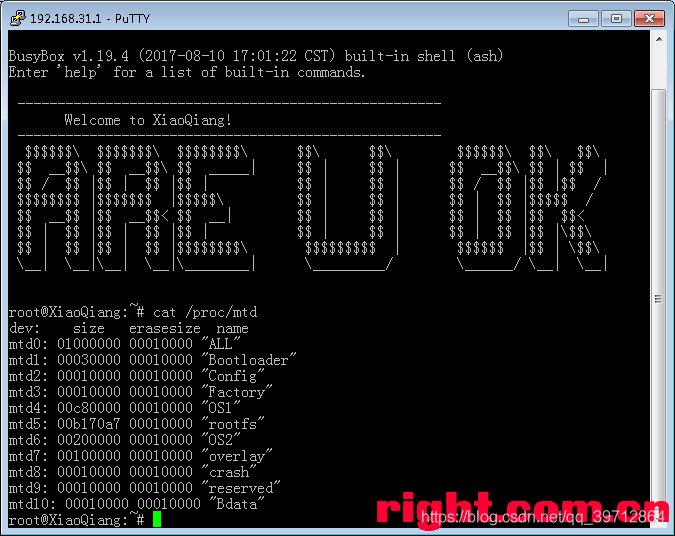 192.168.31.1 - PuTTY
BusyBox v1.19.4 (2017-08-10 17:01:22 CST) built-in shell (ash)
Enter 'help' for a list of built-in commands.
-----------------------------------------------------
Welcome to XiaoQiang!
-----------------------------------------------------
ARE U OK
root@XiaoQiang:~# cat /proc/mtd
dev:    size   erasesize  name
mtd0: 01000000 00010000 "ALL"
mtd1: 00030000 00010000 "Bootloader"
mtd2: 00010000 00010000 "Config"
mtd3: 00010000 00010000 "Factory"
mtd4: 00c80000 00010000 "OS1"
mtd5: 00b170a7 00010000 "rootfs"
mtd6: 00200000 00010000 "OS2"
mtd7: 00100000 00010000 "overlay"
mtd8: 00010000 00010000 "crash"
mtd9: 00010000 00010000 "reserved"
mtd10: 00010000 00010000 "Bdata"
root@XiaoQiang:~#
right.com.cn
https://blog.csdn.net/qq_39712864